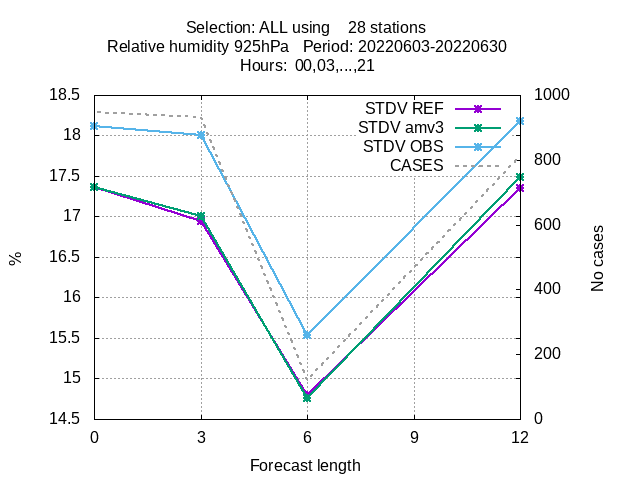 Selection: ALL using 28 stations
Relative humidity 925hPa Period: 20220603-20220630
Hours: 00,03,...,21
STDV REF
STDV amv3
STDV OBS
CASES
18.5
18
17.5
17
16.5
16
15.5
15
14.5
1000
800
600
400
200
0
%
No cases
0 3 6 9 12
Forecast length